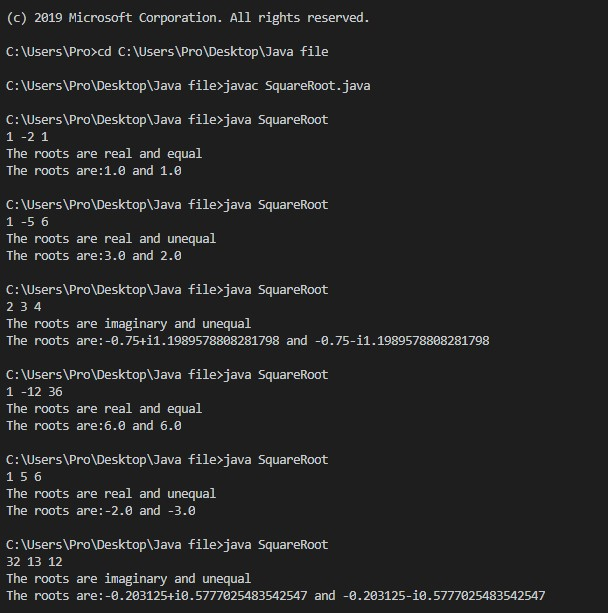 (c) 2019 Microsoft Corporation. All rights reserved.
C:\Users\Pro>cd C:\Users\Pro\Desktop\Java file
C:\Users\Pro\Desktop\Java file>javac SquareRoot.java
C:\Users\Pro\Desktop\Java file>java SquareRoot
1 -2 1
The roots are real and equal
The roots are:1.0 and 1.0
C:\Users\Pro\Desktop\Java file>java SquareRoot
1 -5 6
The roots are real and unequal
The roots are:3.0 and 2.0
C:\Users\Pro\Desktop\Java file>java SquareRoot
2 3 4
The roots are imaginary and unequal
The roots are:-0.75+i1.1989578808281798 and -0.75-i1.1989578808281798
C:\Users\Pro\Desktop\Java file>java SquareRoot
1 -12 36
The roots are real and equal
The roots are:6.0 and 6.0
C:\Users\Pro\Desktop\Java file>java SquareRoot
1 5 6
The roots are real and unequal
The roots are:-2.0 and -3.0
C:\Users\Pro\Desktop\Java file>java SquareRoot
32 13 12
The roots are imaginary and unequal
The roots are:-0.203125+i0.5777025483542547 and -0.203125-i0.5777025483542547